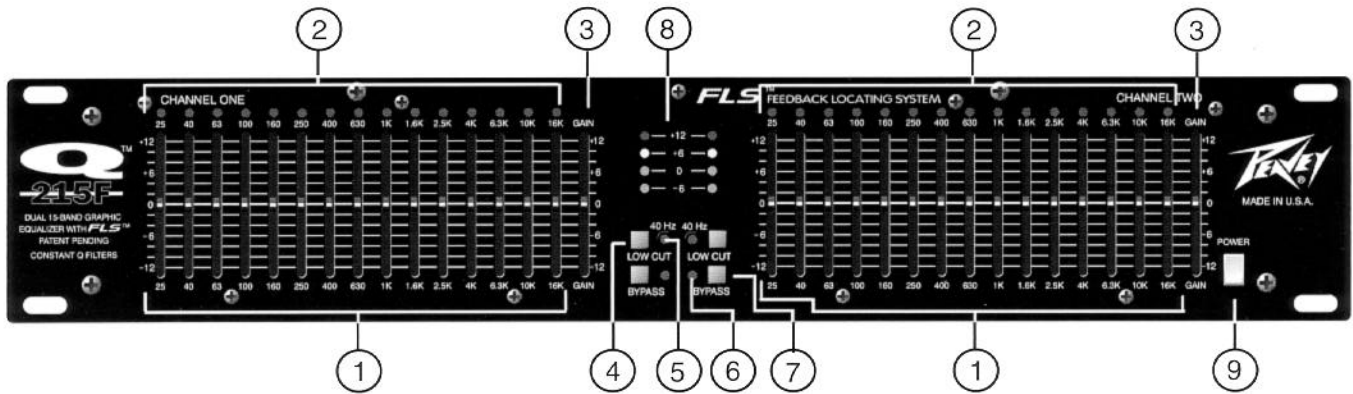 2 3 8 2 3
CHANNEL ONE
FLS™ FEEDBACK LOCATING SYSTEM CHANNEL TWO
25 40 63 100 160 250 400 630 1K 1.6K 2.5K 4K 6.3K 10K 16K GAIN
25 40 63 100 160 250 400 630 1K 1.6K 2.5K 4K 6.3K 10K 16K GAIN
+12 +12 +12 +12 +12
+6 +6 +6 +6 +6
0 0 0 0 0
-6 -6 -6 -6 -6
-12 -12 -12 -12
Q™
215F
DUAL 15-BAND GRAPHIC
EQUALIZER WITH FLS™
PATENT PENDING
CONSTANT Q FILTERS
40 Hz 40 Hz
LOW CUT LOW CUT
BYPASS BYPASS
25 40 63 100 160 250 400 630 1K 1.6K 2.5K 4K 6.3K 10K 16K GAIN
25 40 63 100 160 250 400 630 1K 1.6K 2.5K 4K 6.3K 10K 16K GAIN
PEAVEY®
MADE IN U.S.A.
POWER
1 4 5 6 7 1 9